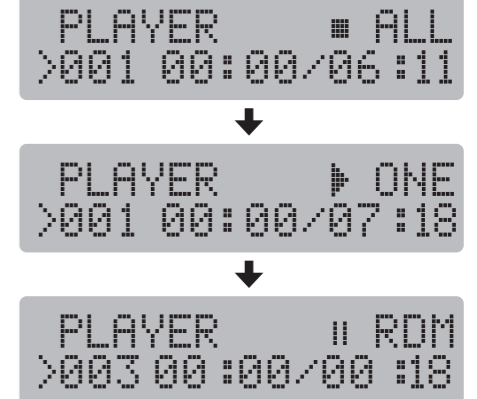 PLAYER ■ ALL
>001 00:00/06:11
PLAYER ▶ ONE
>001 00:00/07:18
PLAYER II RDM
>003 00:00/00:18